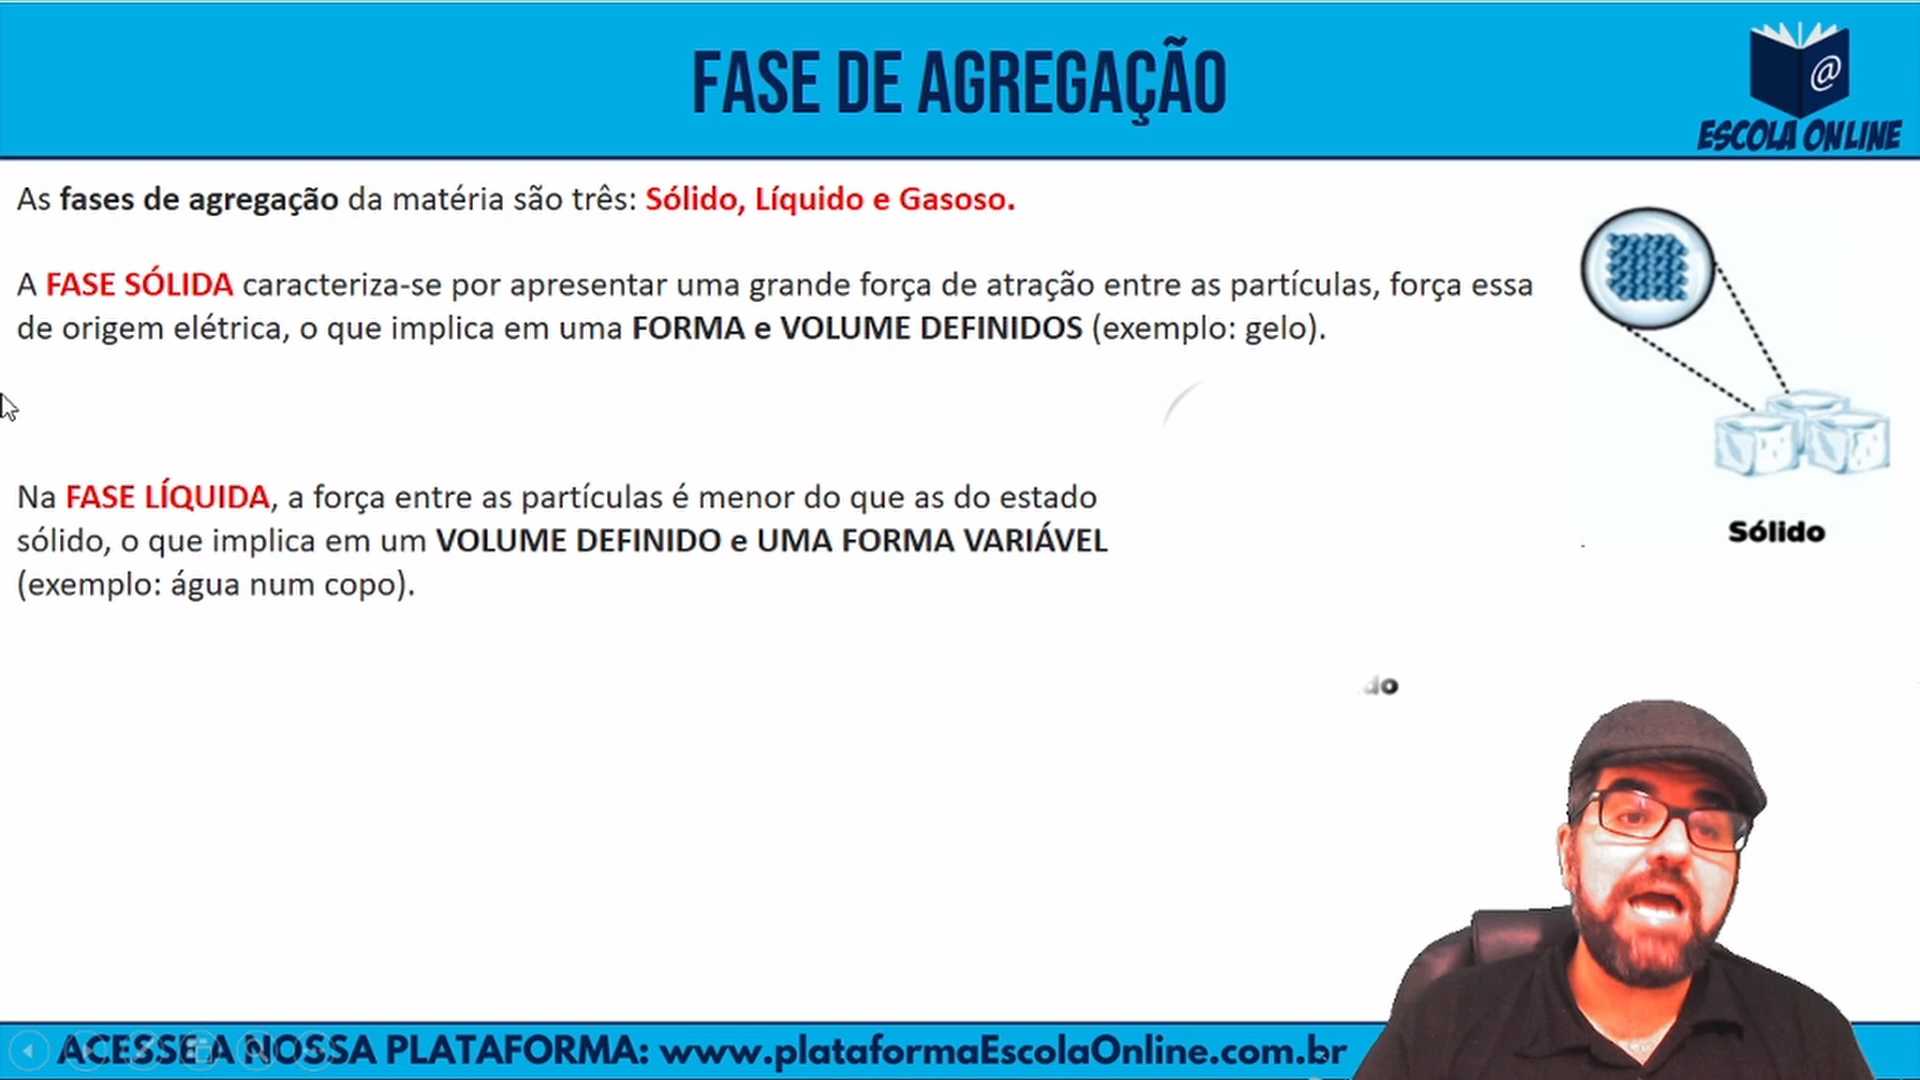 FASE DE AGREGAÇÃO
@
ESCOLA ONLINE
As fases de agregação da matéria são três: Sólido, Líquido e Gasoso.
A FASE SÓLIDA caracteriza-se por apresentar uma grande força de atração entre as partículas, força essa
de origem elétrica, o que implica em uma FORMA e VOLUME DEFINIDOS (exemplo: gelo).
Sólido
Na FASE LÍQUIDA, a força entre as partículas é menor do que as do estado
sólido, o que implica em um VOLUME DEFINIDO e UMA FORMA VARIÁVEL
(exemplo: água num copo).
do
ACESSE A NOSSA PLATAFORMA: www.plataformaEscolaOnline.com.br